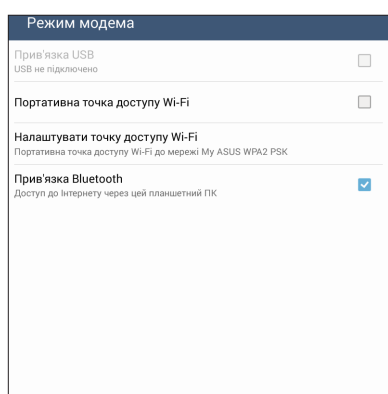 Режим модема
Прив'язка USB
USB не підключено
Портативна точка доступу Wi-Fi
Налаштувати точку доступу Wi-Fi
Портативна точка доступу Wi-Fi до мережі My ASUS WPA2 PSK
Прив'язка Bluetooth
Доступ до Інтернету через цей планшетний ПК